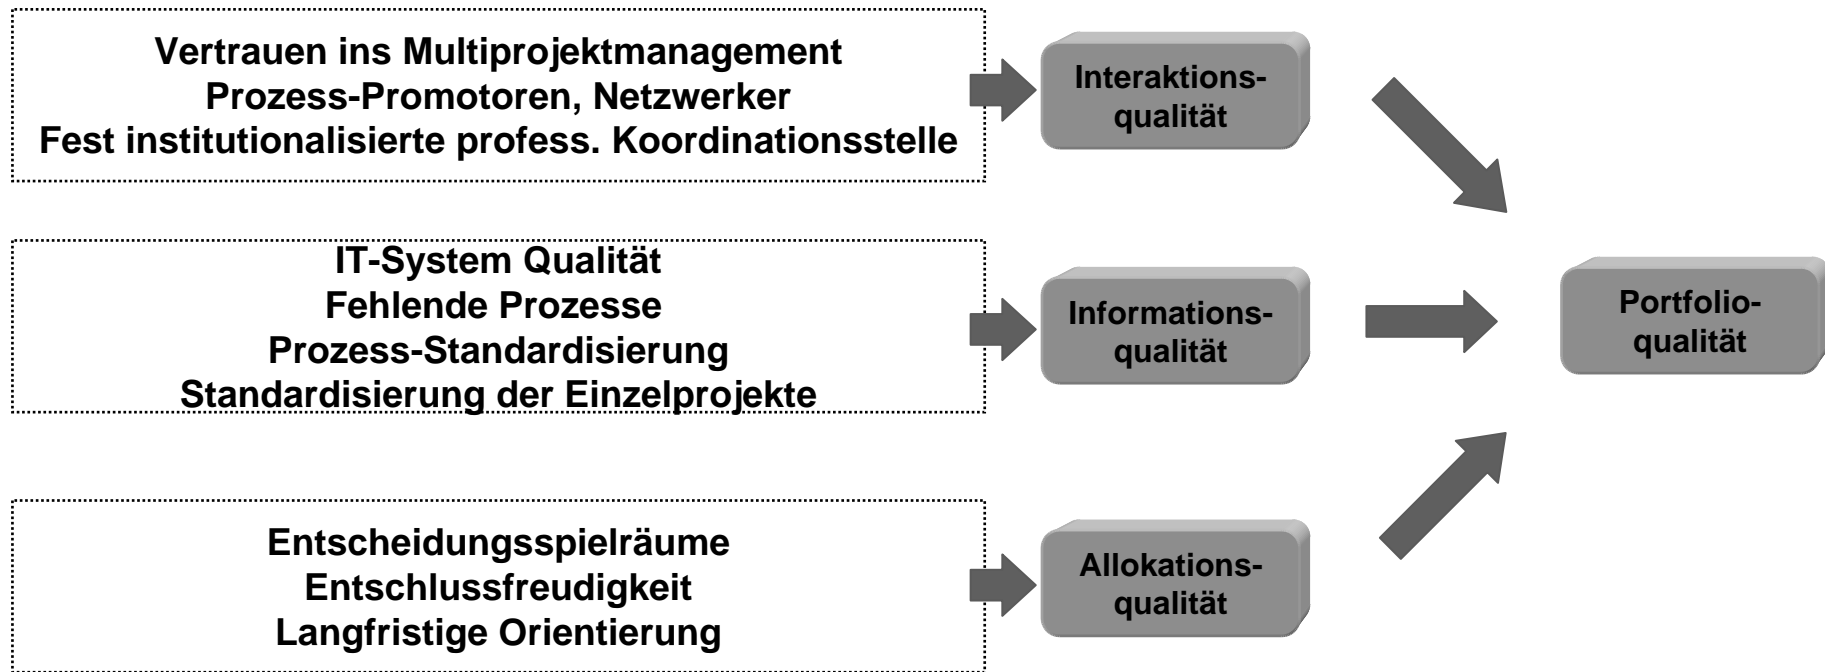 Vertrauen ins Multiprojektmanagement
Prozess-Promotoren, Netzwerker
Fest institutionalisierte profess. Koordinationsstelle
Interaktions-
qualität
IT-System Qualität
Fehlende Prozesse
Prozess-Standardisierung
Standardisierung der Einzelprojekte
Informations-
qualität
Portfolio-
qualität
Entscheidungsspielräume
Entschlussfreudigkeit
Langfristige Orientierung
Allokations-
qualität